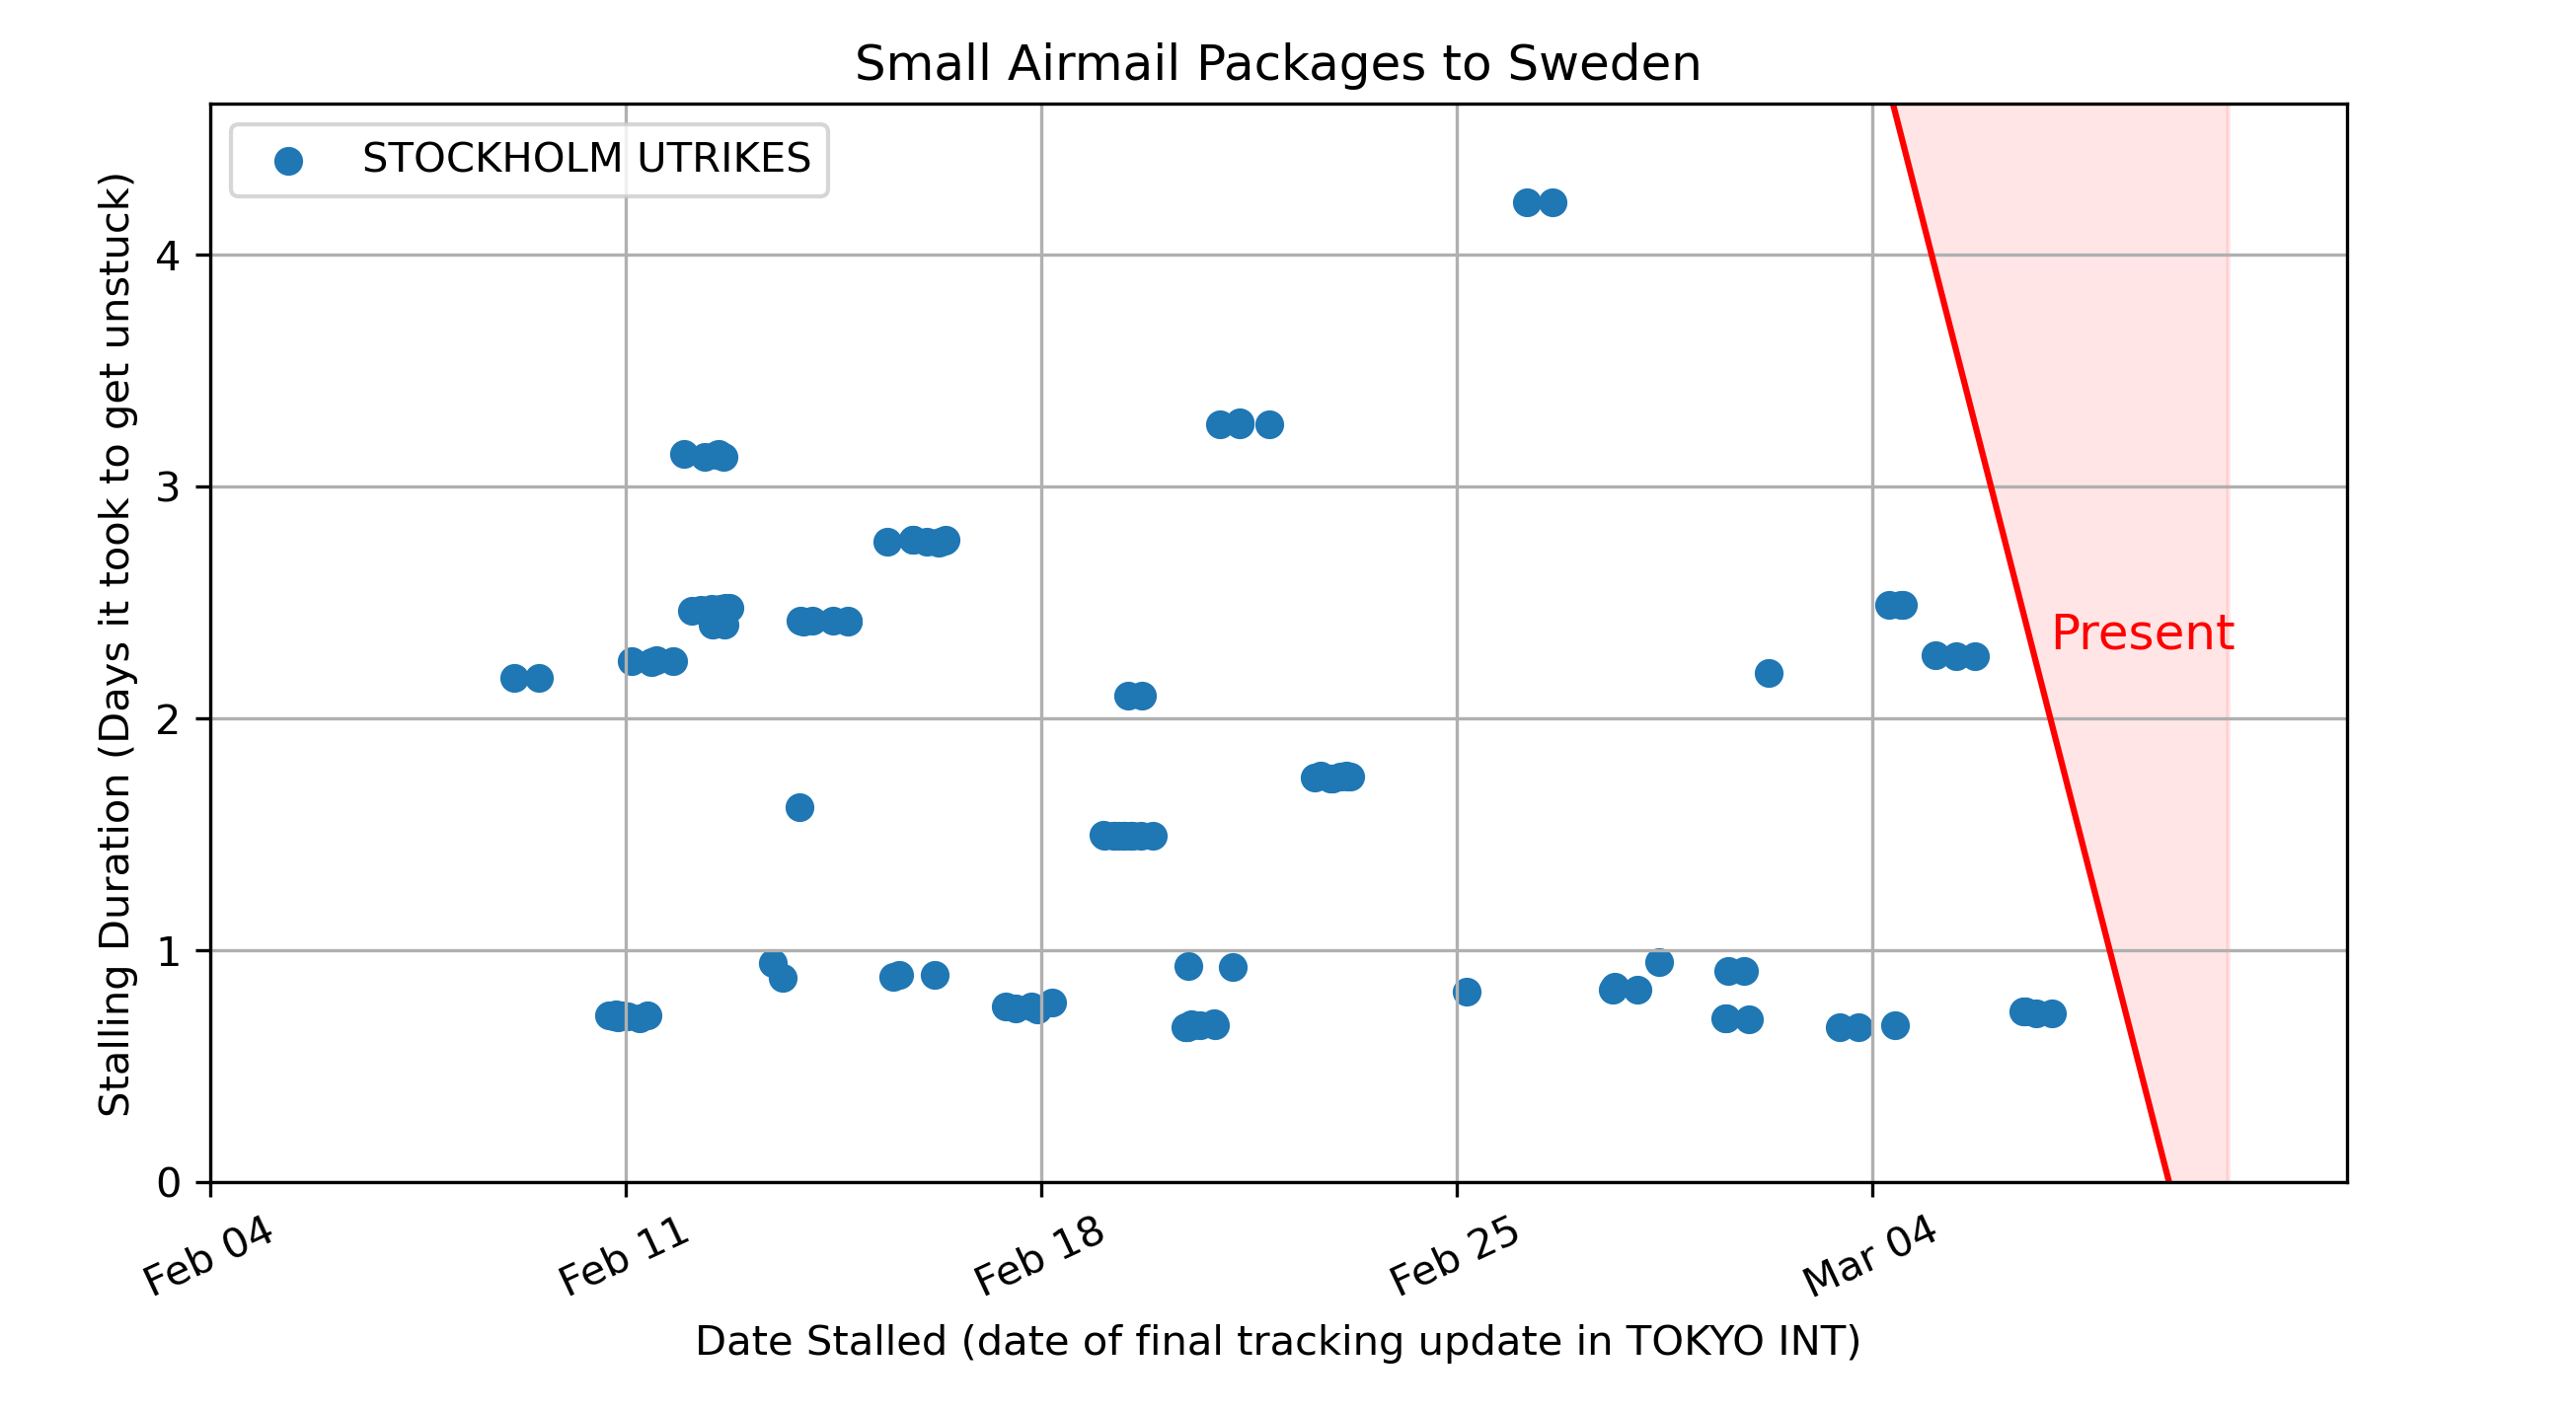 Small Airmail Packages to Sweden
STOCKHOLM UTRIKES
Stalling Duration (Days it took to get unstuck)
4
3
2
1
0
Present
Feb 04
Feb 11
Feb 18
Feb 25
Mar 04
Date Stalled (date of final tracking update in TOKYO INT)